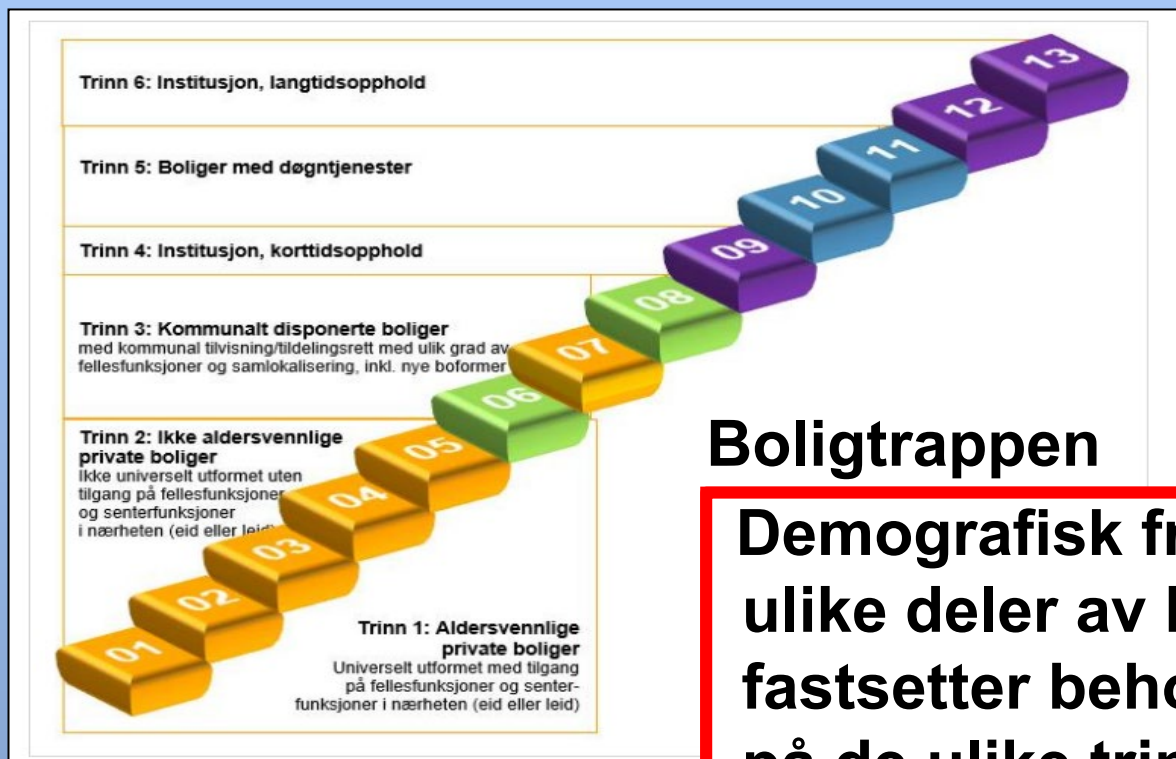 Trinn 6: Institusjon, langtidsopphold
Trinn 5: Boliger med døgntjenester
Trinn 4: Institusjon, korttidsopphold
Trinn 3: Kommunalt disponerte boliger
med kommunal tilvisning/tildelingsrett med ulik grad av
fellesfunksjoner og samlokalisering, inkl. nye boformer
Trinn 2: Ikke aldersvennlige
private boliger
Ikke universelt utformet uten
tilgang på fellesfunksjoner
og senterfunksjoner
i nærheten (eid eller leid)
Trinn 1: Aldersvennlige
private boliger
Universelt utformet med tilgang
på fellesfunksjoner og senter-
funksjoner i nærheten (eid eller leid)
13
12
11
10
09
08
07
06
05
04
03
02
01
Boligtrappen
Demografisk
ulike deler av
fastsetter
på de ulike